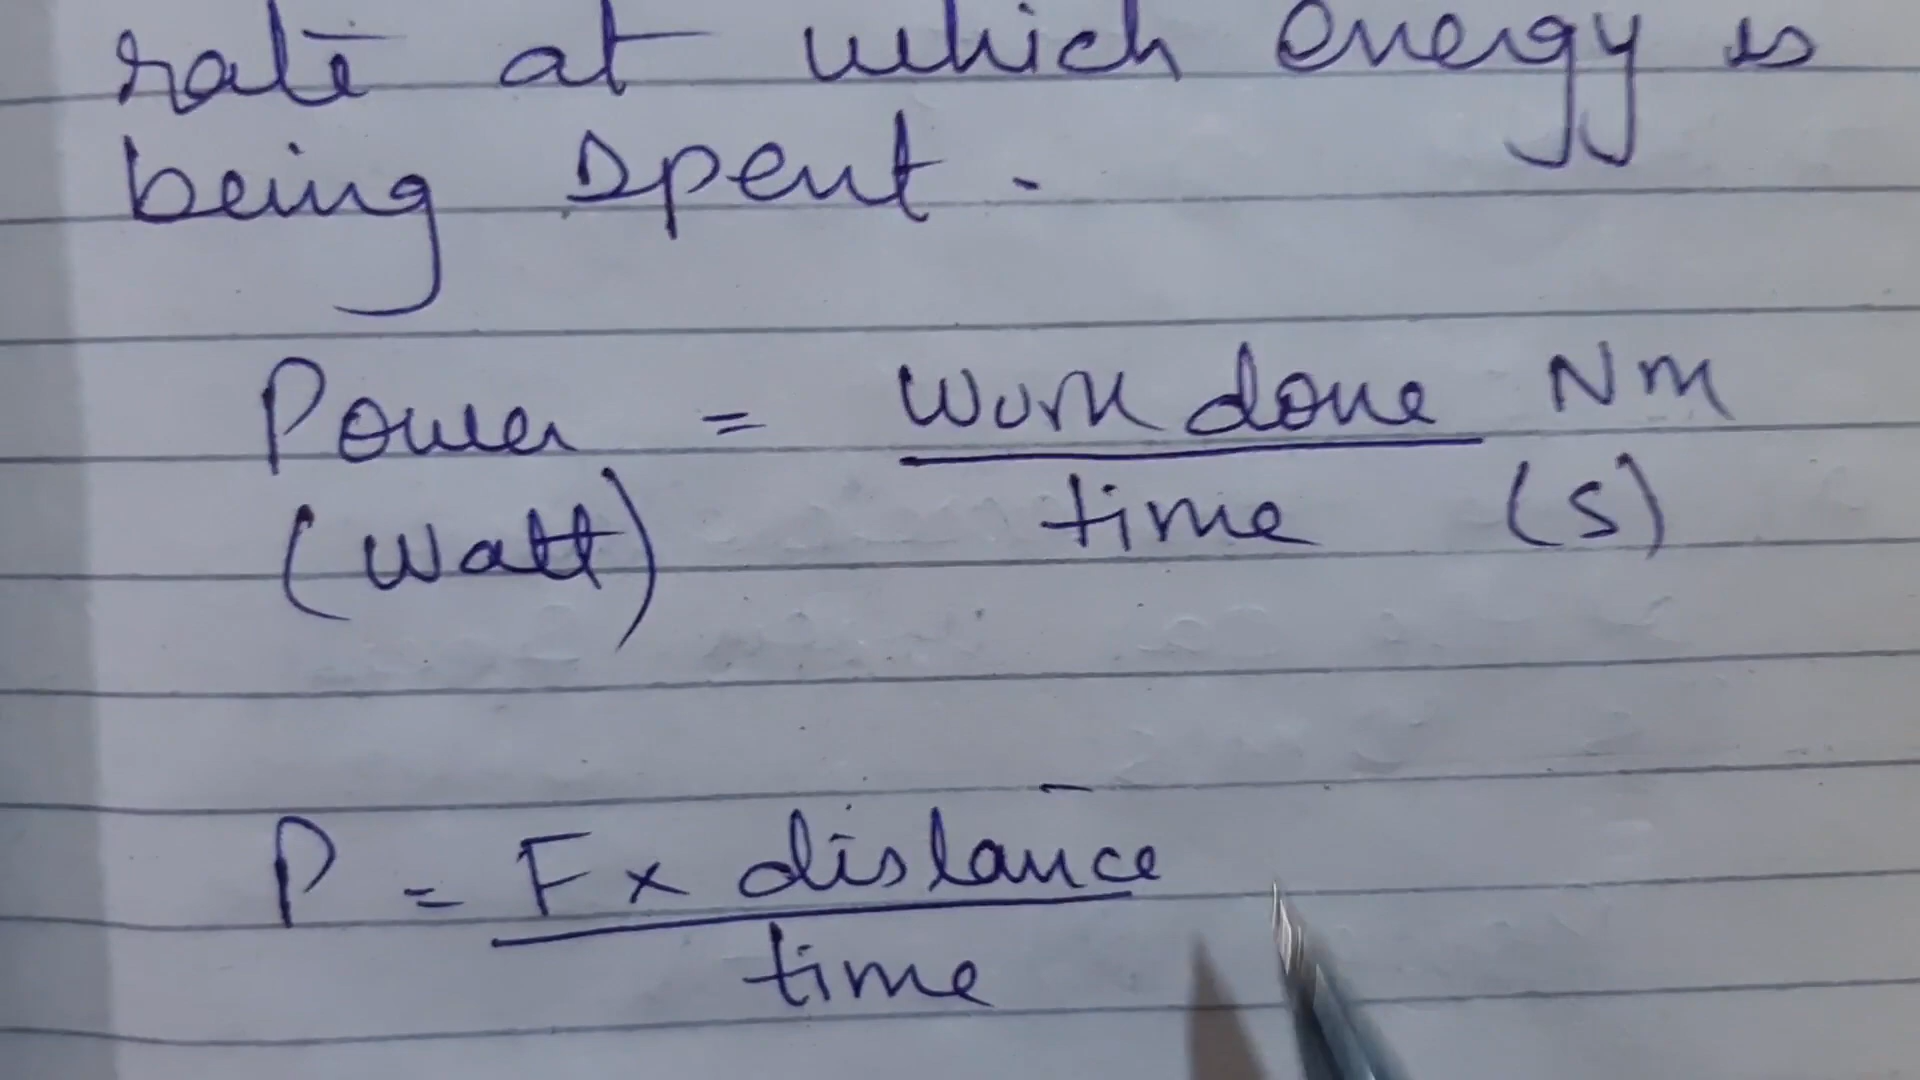 rate at which energy is
being spent.
Power = Work done Nm
(Watt) time (s)
P = F x distance
time